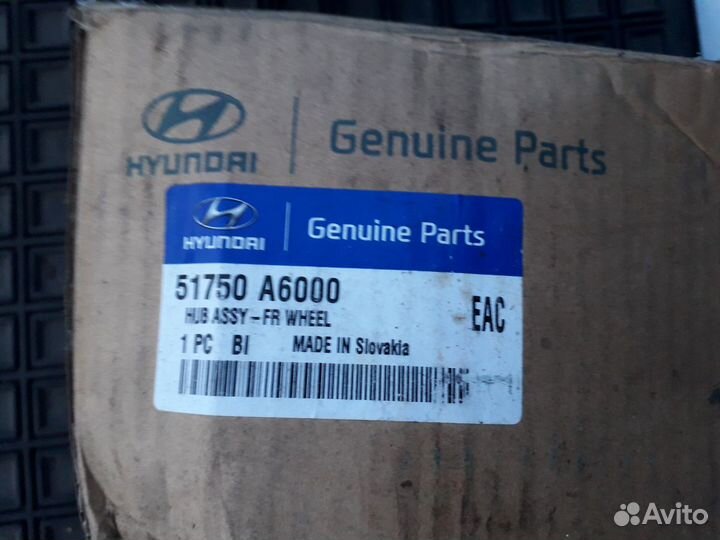 HYUNDAI
Genuine Parts
HYUNDAI
Genuine Parts
51750 A6000
HUB ASSY-FR WHEEL
EAC
1 PC BI MADE IN Slovakia
Avito